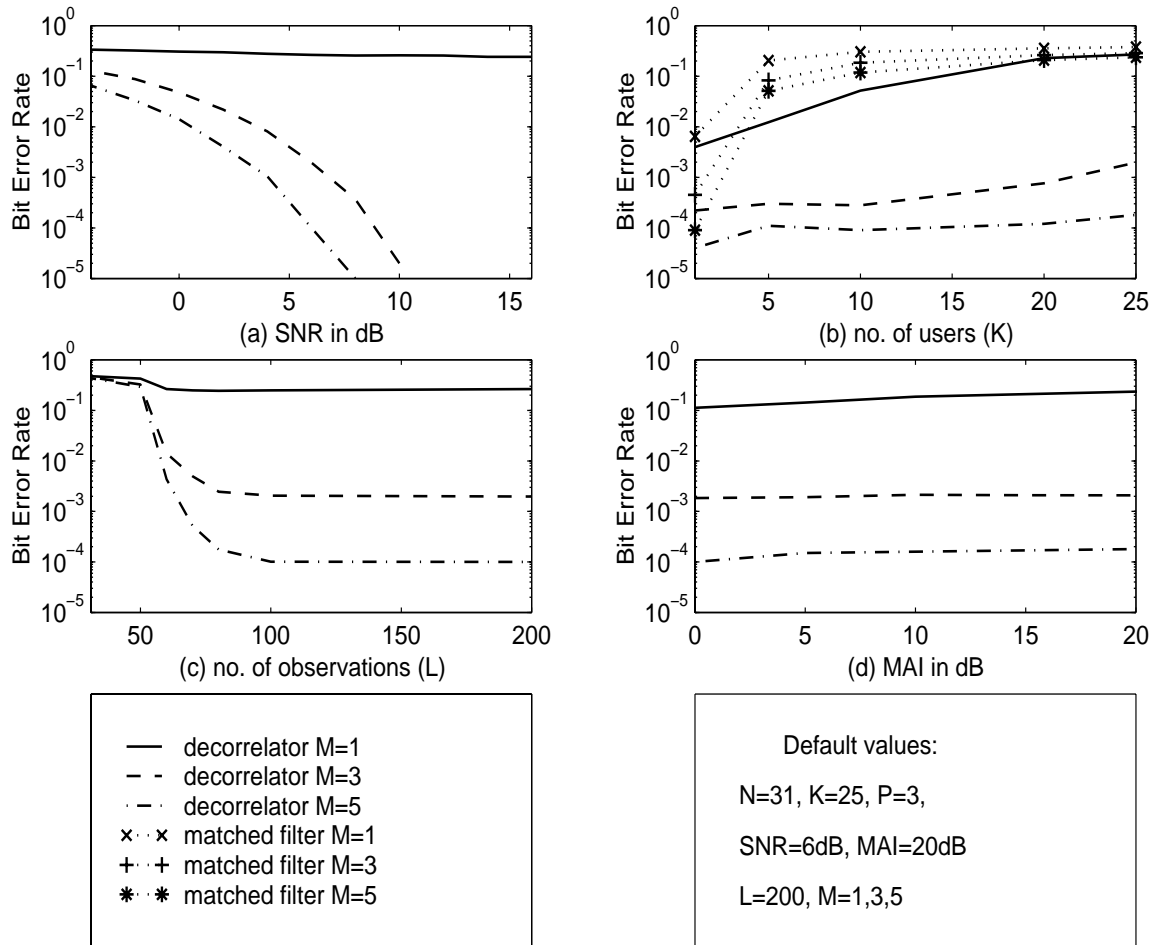 10^0
10^-1
10^-2
10^-3
10^-4
10^-5
Bit Error Rate
0 5 10 15
(a) SNR in dB
10^0
10^-1
10^-2
10^-3
10^-4
10^-5
Bit Error Rate
5 10 15 20 25
(b) no. of users (K)
10^0
10^-1
10^-2
10^-3
10^-4
10^-5
Bit Error Rate
50 100 150 200
(c) no. of observations (L)
10^0
10^-1
10^-2
10^-3
10^-4
10^-5
Bit Error Rate
0 5 10 15 20
(d) MAI in dB
decorrelator M=1
decorrelator M=3
decorrelator M=5
matched filter M=1
matched filter M=3
matched filter M=5
Default values:
N=31, K=25, P=3,
SNR=6dB, MAI=20dB
L=200, M=1,3,5